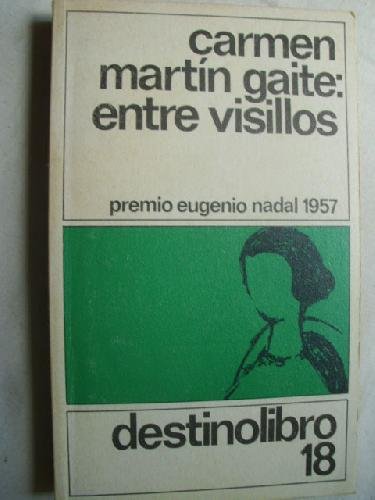 carmen
martín gaite:
entre visillos
premio eugenio nadal 1957
destinolibro
18